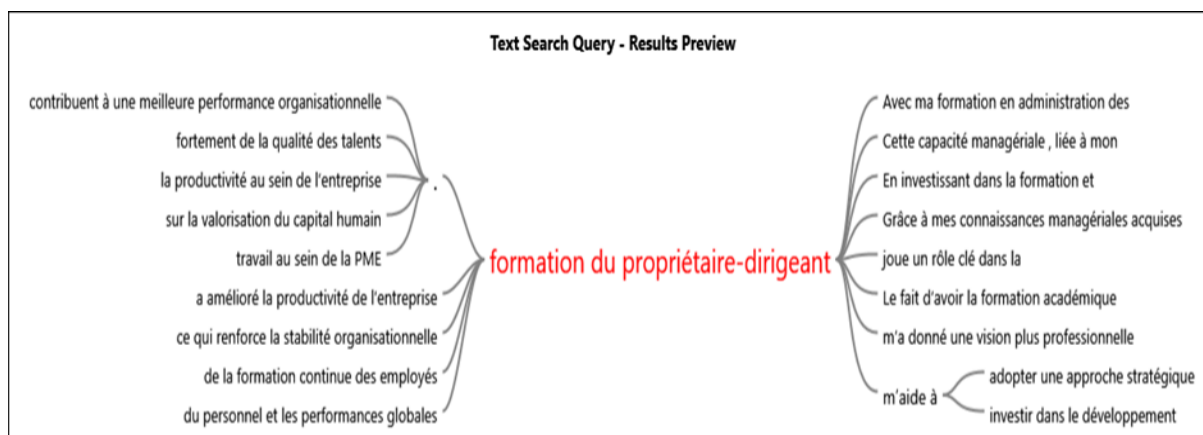 Text Search Query - Results Preview
contribuent à une meilleure performance organisationnelle
fortement de la qualité des talents
la productivité au sein de l'entreprise
sur la valorisation du capital humain
travail au sein de la PME
.
a amélioré la productivité de l'entreprise
ce qui renforce la stabilité organisationnelle
de la formation continue des employés
du personnel et les performances globales
formation du propriétaire-dirigeant
Avec ma formation en administration des
Cette capacité managériale , liée à mon
En investissant dans la formation et
Grâce à mes connaissances managériales acquises
joue un rôle clé dans la
Le fait d'avoir la formation académique
m'a donné une vision plus professionnelle
m'aide à
adopter une approche stratégique
investir dans le développement